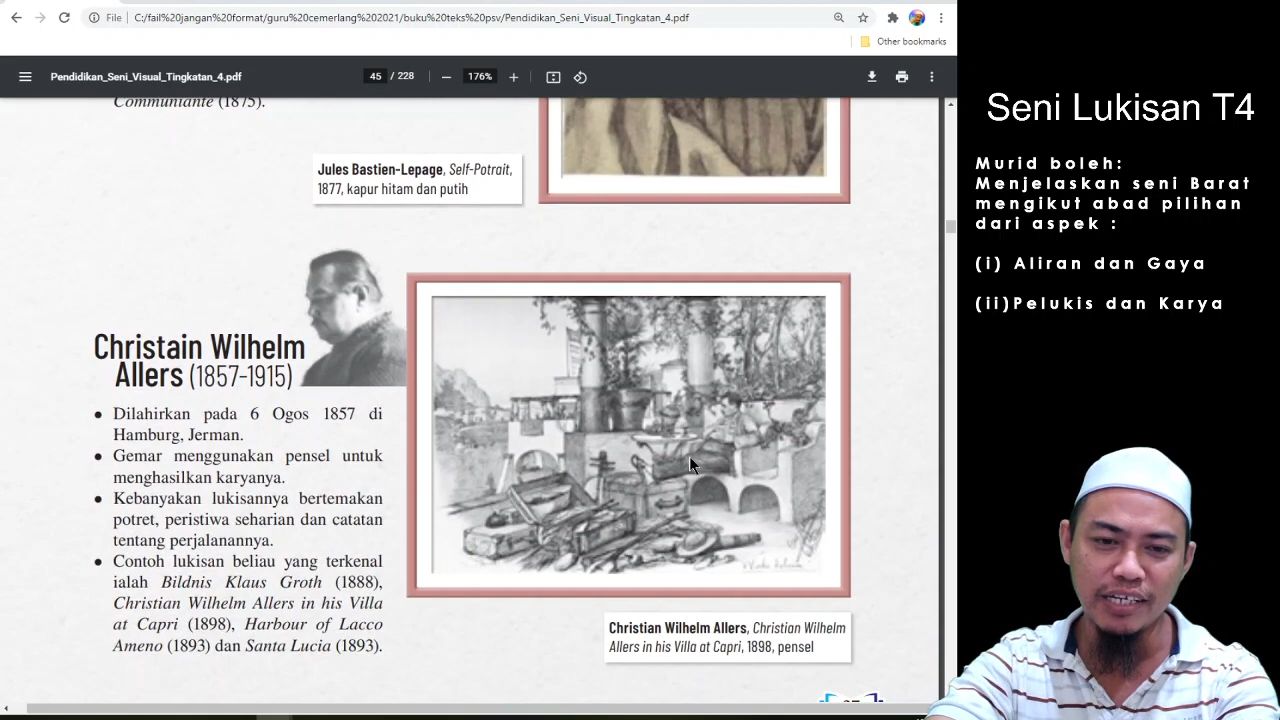 File
C:/fail%20jangan%20format/guru%20cemerlang%202021/buku%20teks%20psv/Pendidikan_Seni_Visual_Tingkatan_4.pdf
Other bookmarks
Pendidikan_Seni_Visual_Tingkatan_4.pdf
45 / 228
176%
Communiante (1875).
Jules Bastien-Lepage, Self-Potrait,
1877, kapur hitam dan putih
Christain Wilhelm
Allers (1857-1915)
● Dilahirkan pada 6 Ogos 1857 di
Hamburg, Jerman.
● Gemar menggunakan pensel untuk
menghasilkan karyanya.
● Kebanyakan lukisannya bertemakan
potret, peristiwa seharian dan catatan
tentang perjalanannya.
● Contoh lukisan beliau yang terkenal
ialah Bildnis Klaus Groth (1888),
Christian Wilhelm Allers in his Villa
at Capri (1898), Harbour of Lacco
Ameno (1893) dan Santa Lucia (1893).
Christian Wilhelm Allers, Christian Wilhelm
Allers in his Villa at Capri, 1898, pensel
Seni Lukisan T4
Murid boleh:
Menjelaskan seni Barat
mengikut abad pilihan
dari aspek :
(i) Aliran dan Gaya
(ii)Pelukis dan Karya